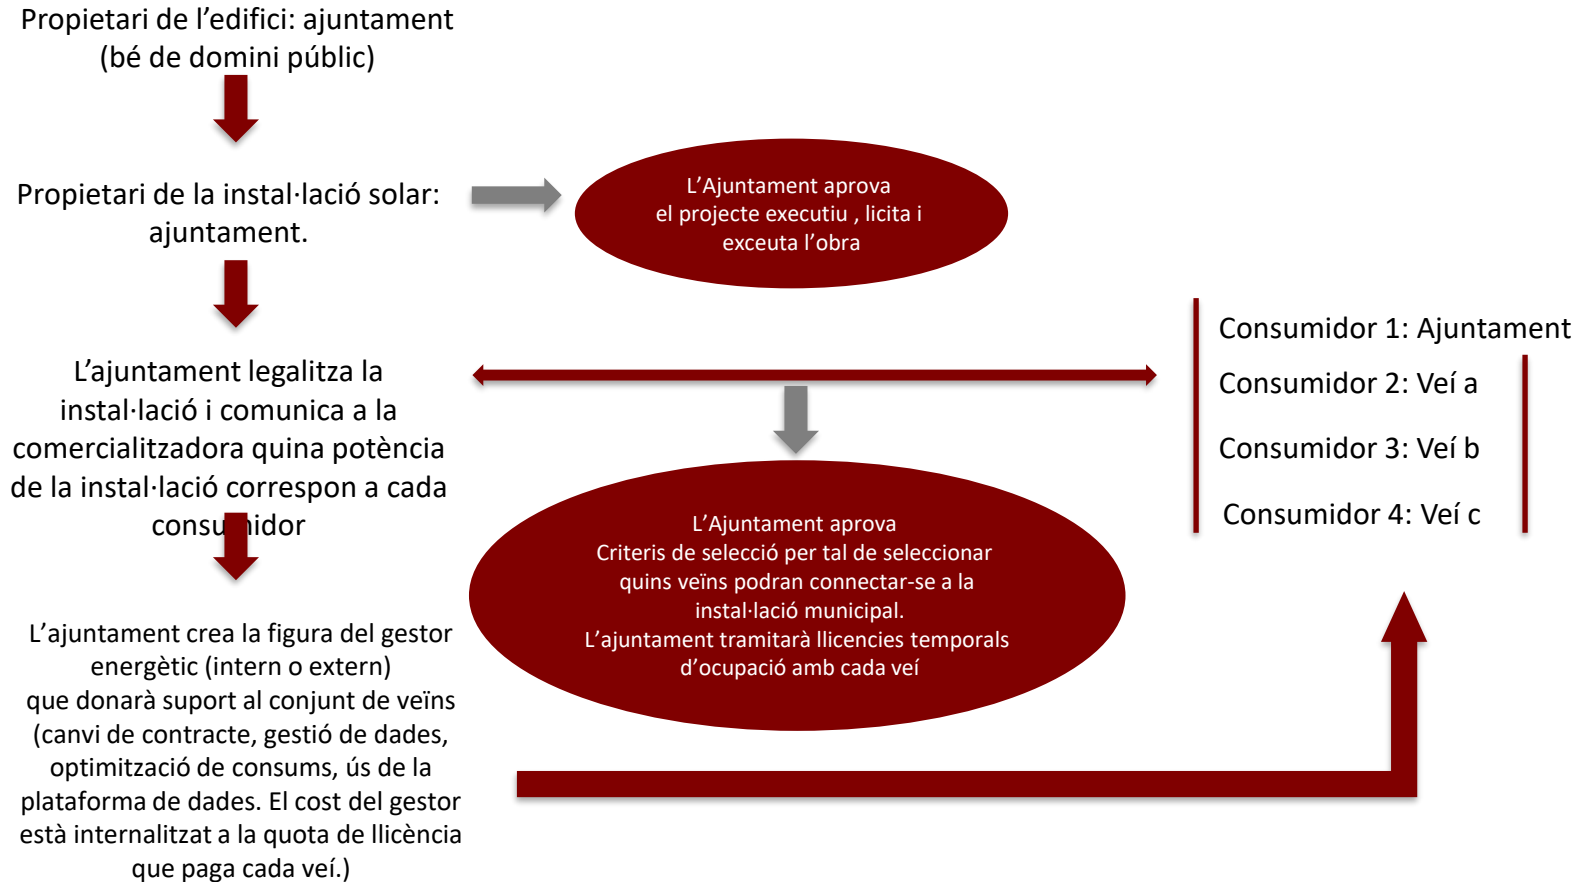 Propietari de l’edifici: ajuntament
(bé de domini públic)
Propietari de la instal·lació solar:
ajuntament.
L’Ajuntament aprova
el projecte executiu , licita i
exceuta l’obra
L’ajuntament legalitza la
instal·lació i comunica a la
comercialitzadora quina potència
de la instal·lació correspon a cada
consumidor
Consumidor 1: Ajuntament
Consumidor 2: Veí a
Consumidor 3: Veí b
Consumidor 4: Veí c
L’Ajuntament aprova
Criteris de selecció per tal de seleccionar
quins veïns podran connectar-se a la
instal·lació municipal.
L’ajuntament tramitarà llicencies temporals
d’ocupació amb cada veí
L’ajuntament crea la figura del gestor
energètic (intern o extern)
que donarà suport al conjunt de veïns
(canvi de contracte, gestió de dades,
optimització de consums, ús de la
plataforma de dades. El cost del gestor
està internalitzat a la quota de llicència
que paga cada veí.)